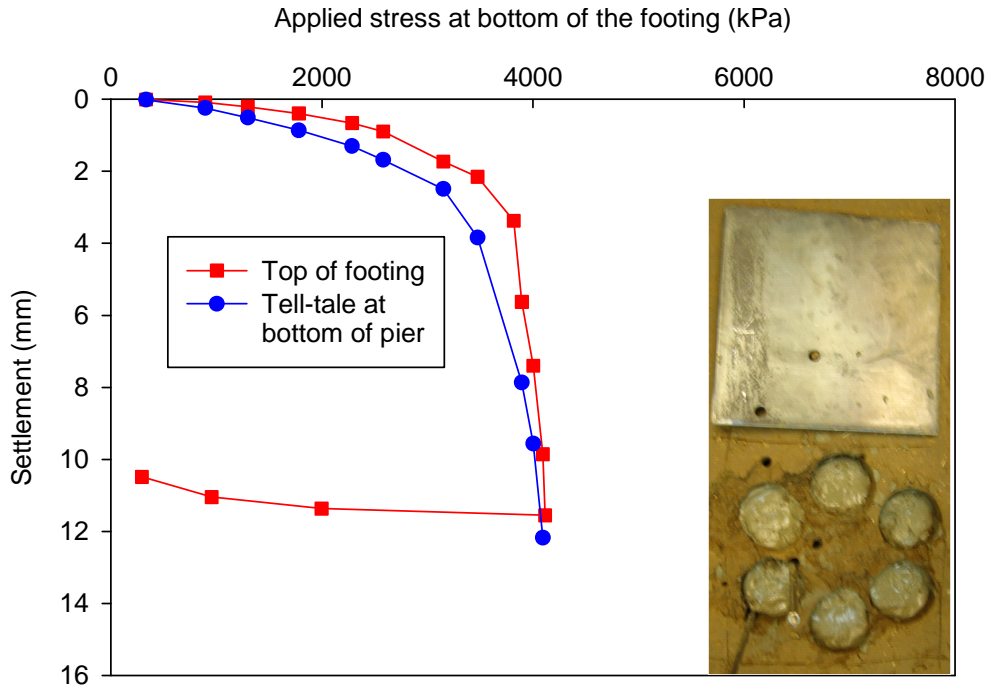 Applied stress at bottom of the footing (kPa)
0 2000 4000 6000 8000
0
2
4
6
8
10
12
14
16
Settlement (mm)
Top of footing
Tell-tale at
bottom of pier